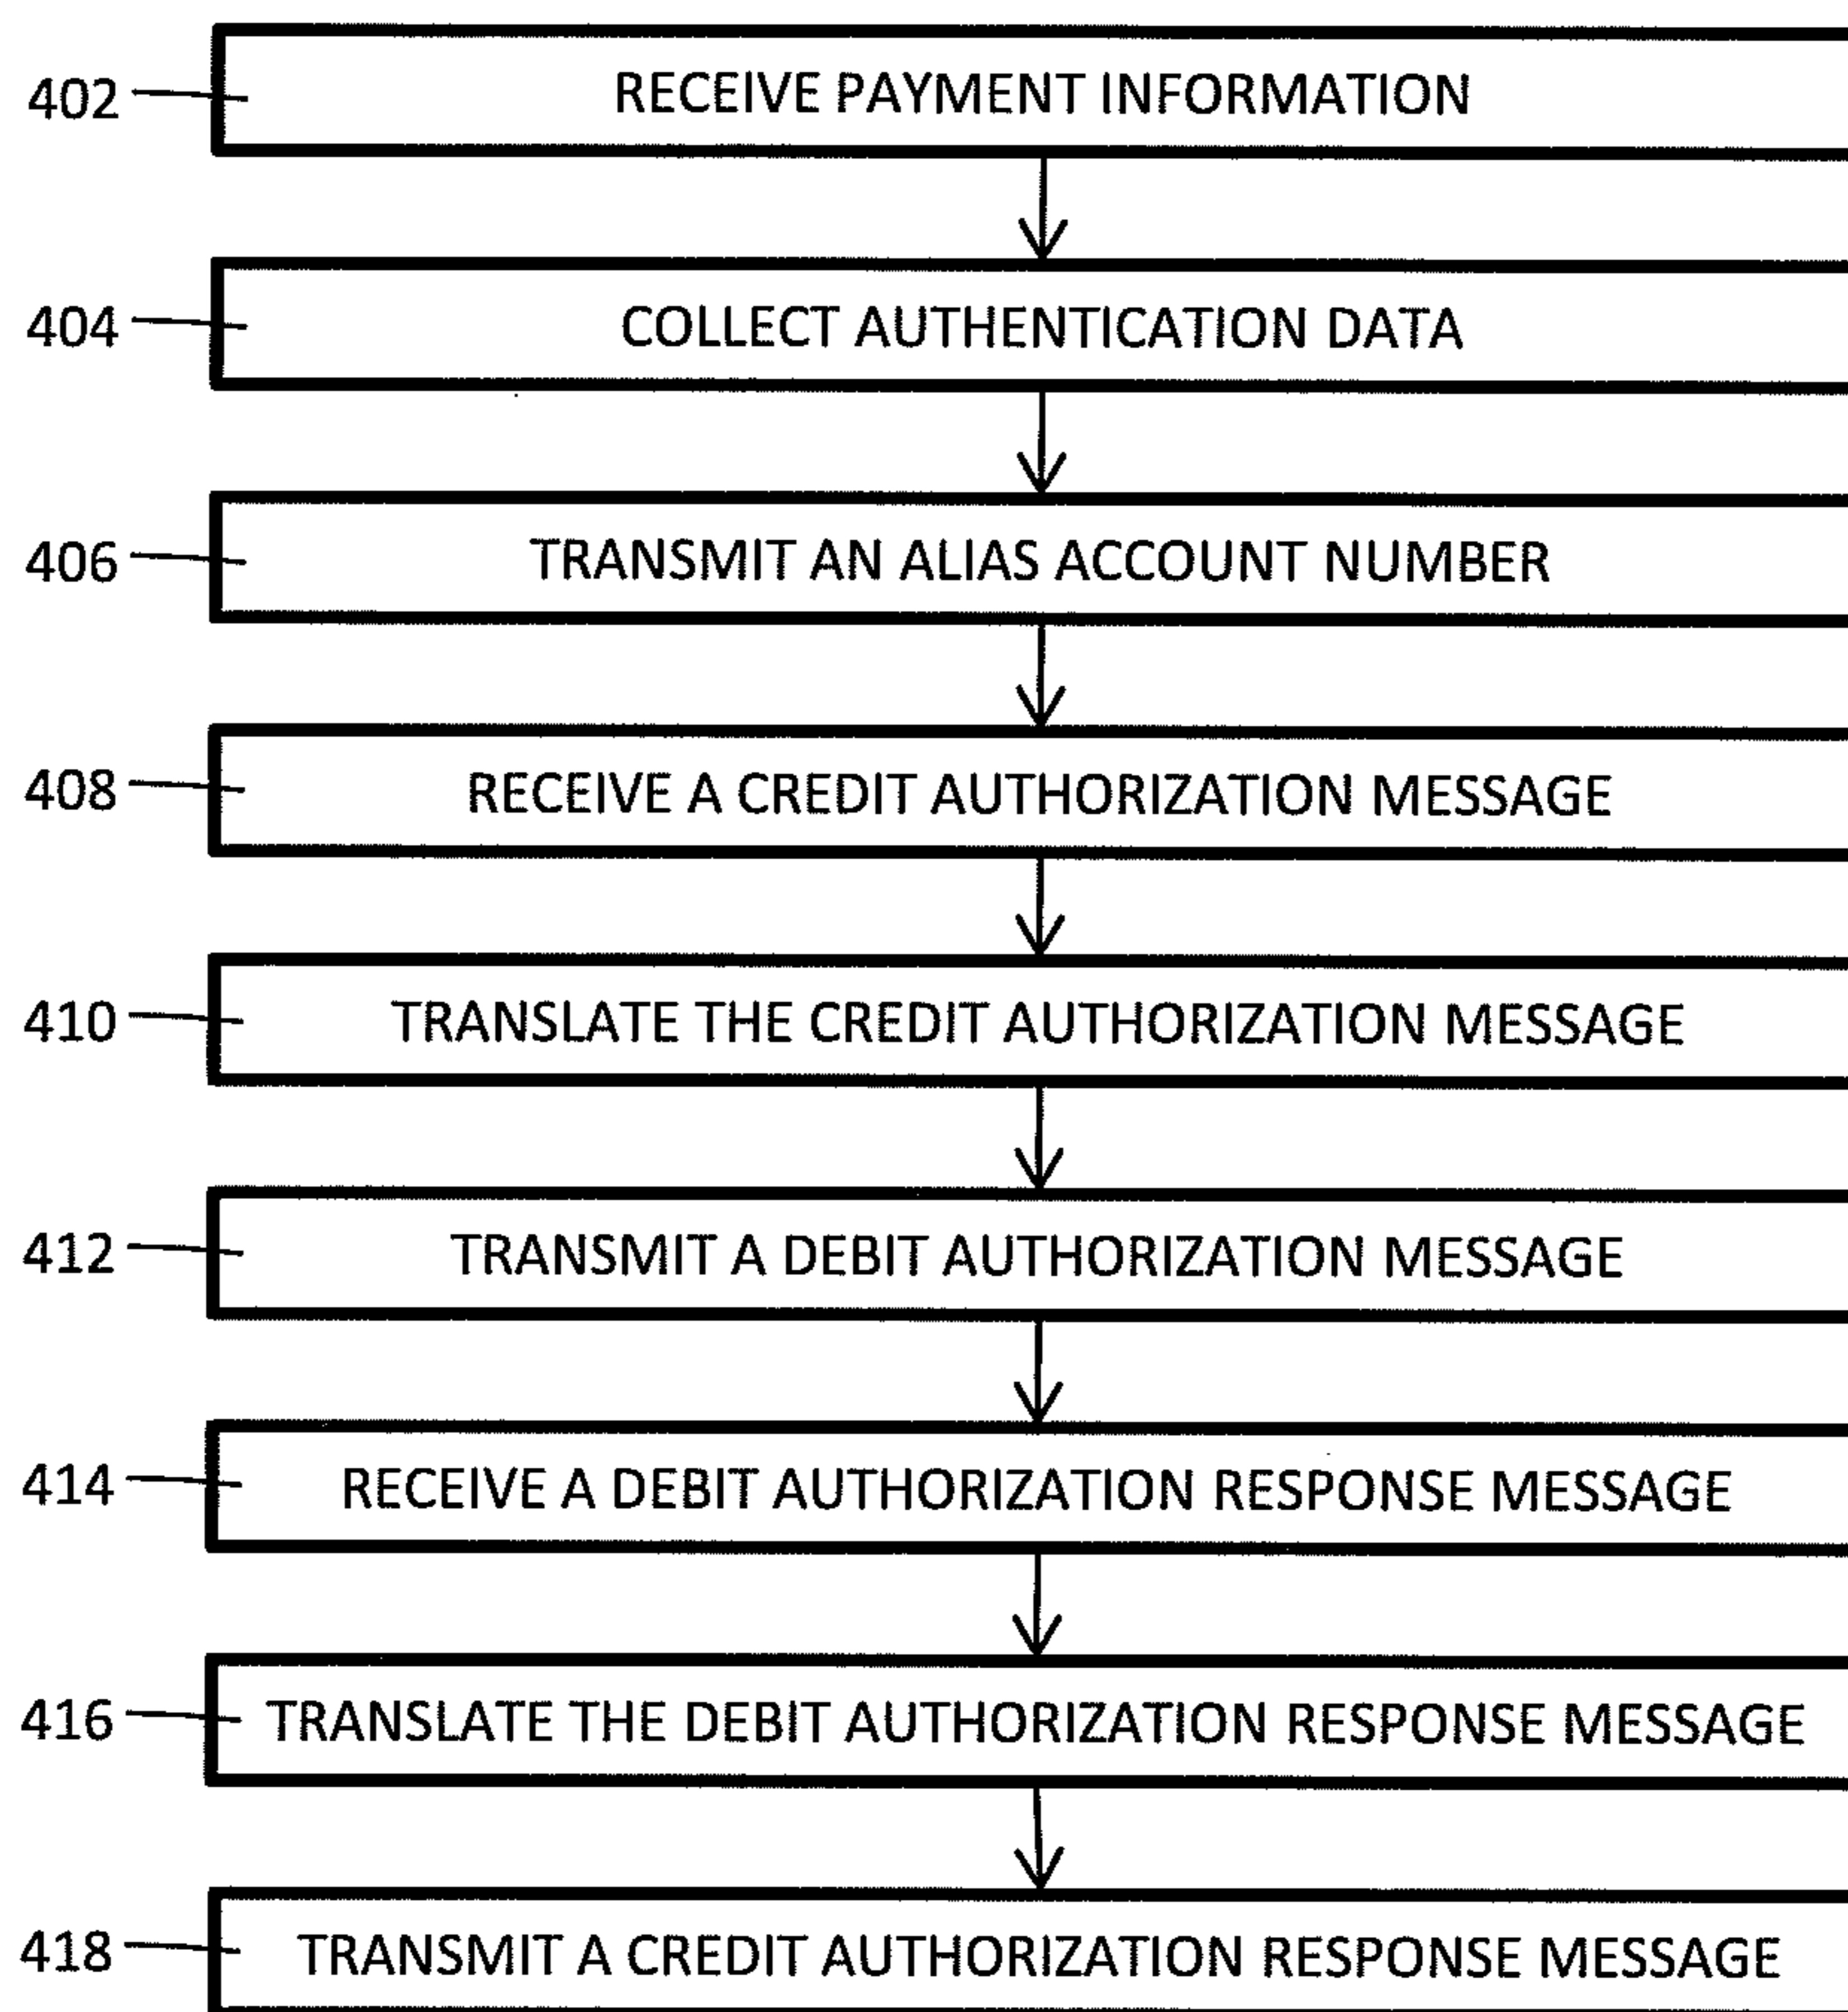 402 RECEIVE PAYMENT INFORMATION
404 COLLECT AUTHENTICATION DATA
406 TRANSMIT AN ALIAS ACCOUNT NUMBER
408 RECEIVE A CREDIT AUTHORIZATION MESSAGE
410 TRANSLATE THE CREDIT AUTHORIZATION MESSAGE
412 TRANSMIT A DEBIT AUTHORIZATION MESSAGE
414 RECEIVE A DEBIT AUTHORIZATION RESPONSE MESSAGE
416 TRANSLATE THE DEBIT AUTHORIZATION RESPONSE MESSAGE
418 TRANSMIT A CREDIT AUTHORIZATION RESPONSE MESSAGE